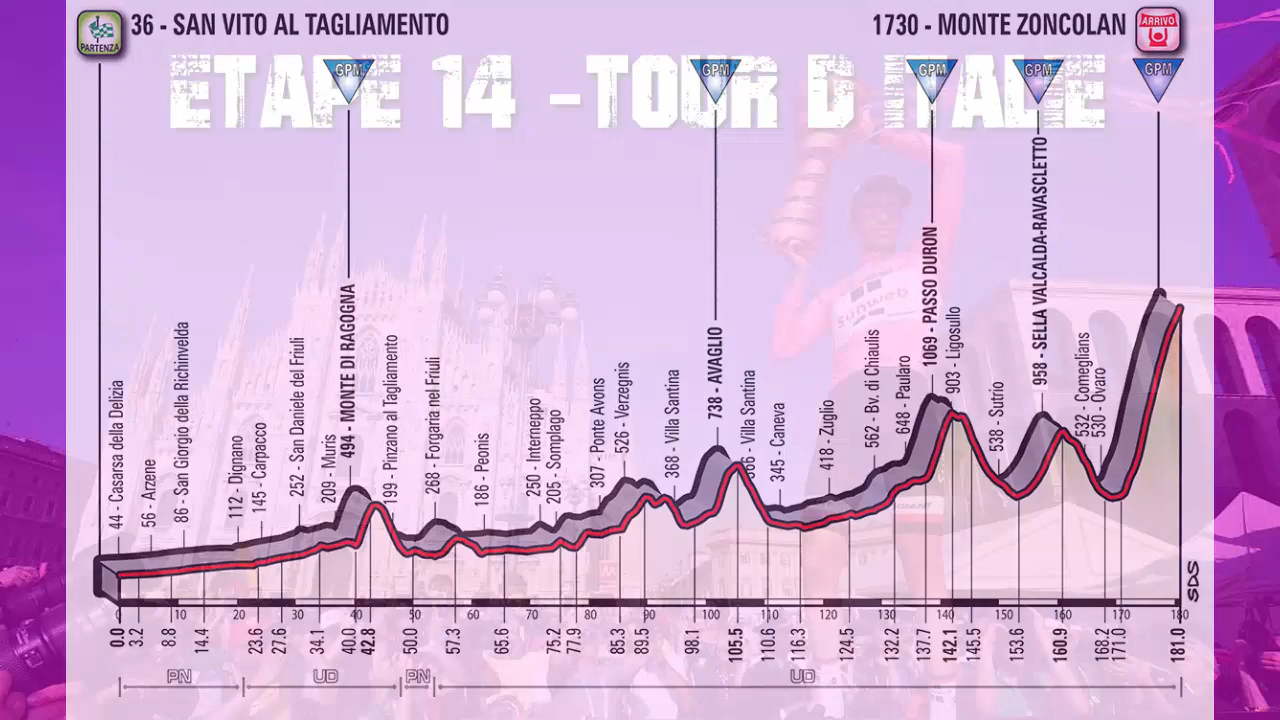 36 - SAN VITO AL TAGLIAMENTO
1730 - MONTE ZONCOLAN
PARTENZA
ARRIVO
ETAPE 14 - TOUR D ITALIE
GPM
GPM
GPM
GPM
GPM
44 - Casarsa della Delizia
56 - Arzene
86 - San Giorgio della Richinvelda
112 - Dignano
145 - Carpacco
252 - San Daniele del Friuli
209 - Muris
494 - MONTE DI RAGOGNA
199 - Pinzano al Tagliamento
268 - Forgaria nel Friuli
186 - Peonis
250 - Interneppo
205 - Somplago
307 - Ponte Avons
526 - Verzegnis
368 - Villa Santina
738 - AVAGLIO
366 - Villa Santina
345 - Caneva
418 - Zuglio
562 - Bv. di Chiaulis
648 - Paularo
1069 - PASSO DURON
903 - Ligosullo
538 - Sutrio
958 - SELLA VALCALDA-RAVASCLETTO
532 - Comeglians
530 - Ovaro
sunweb
SDS
0 10 20 30 40 50 60 70 80 90 100 110 120 130 140 150 160 170 180
0.0 3.2 8.8 14.4 23.6 27.6 34.1 40.0 42.8 50.0 57.3 66.6 75.2 77.9 85.3 89.5 98.1 105.5 110.6 116.3 124.5 132.2 137.7 142.1 145.5 153.6 160.9 168.2 171.0 181.0
PN UD PN UD